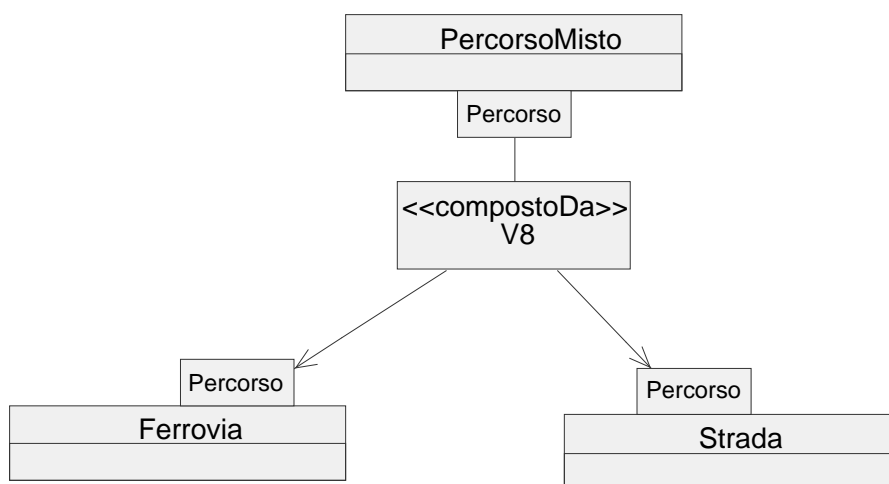 PercorsoMisto
Percorso
<<compostoDa>>
V8
Percorso
Percorso
Ferrovia
Strada